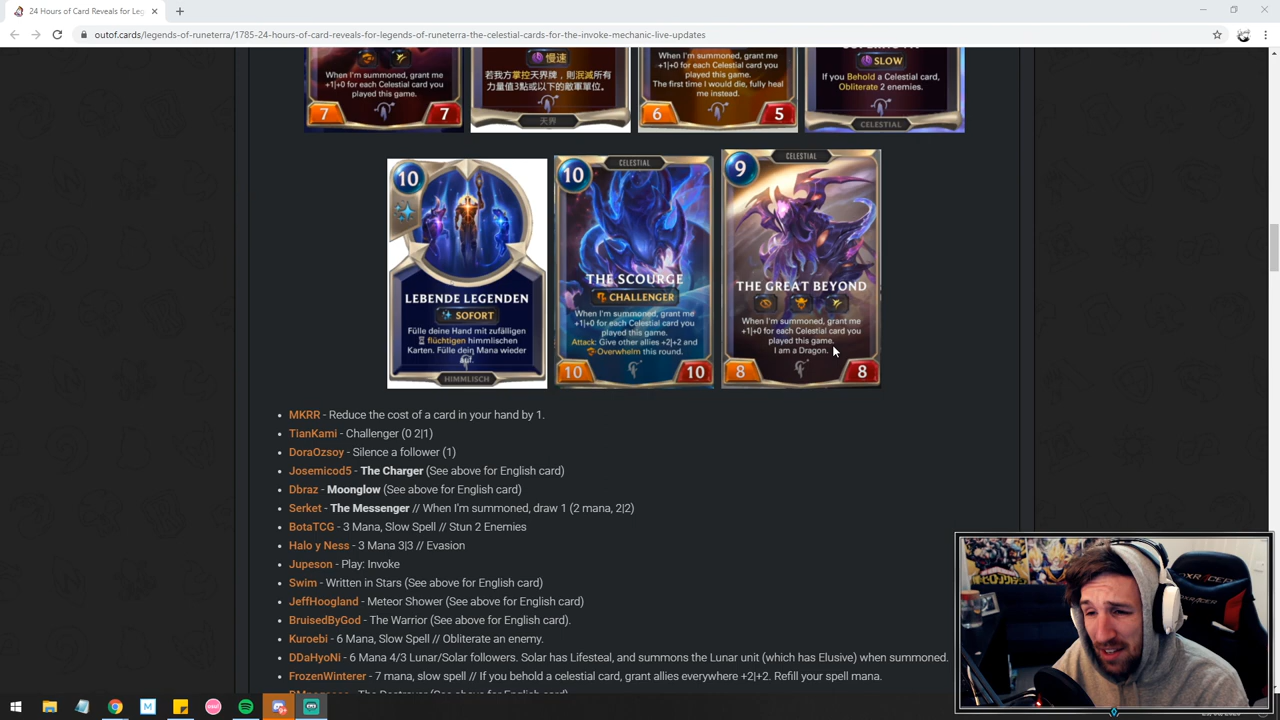 24 Hours of Card Reveals for Leg
outof.cards/legends-of-runeterra/1785-24-hours-of-card-reveals-for-legends-of-runeterra-the-celestial-cards-for-the-invoke-mechanic-live-updates
When I'm summoned, grant me
+1|+0 for each Celestial card you
played this game.
7
7
慢速
若我方掌控天界牌，則泯滅所有
力量值3點或以下的敵軍單位。
天界
When I'm summoned, grant me
+1|+0 for each Celestial card you
played this game.
The first time I would die, fully heal
me instead.
6
5
SLOW
If you Behold a Celestial card,
Obliterate 2 enemies.
CELESTIAL
10
LEBENDE LEGENDEN
SOFORT
Fülle deine Hand mit zufälligen
flüchtigen himmlischen
Karten. Fülle dein Mana wieder
auf.
HIMMLISCH
10
CELESTIAL
THE SCOURGE
CHALLENGER
When I'm summoned, grant me
+1|+0 for each Celestial card you
played this game.
Attack: Give other allies +2|+2 and
Overwhelm this round.
10
10
9
CELESTIAL
THE GREAT BEYOND
When I'm summoned, grant me
+1|+0 for each Celestial card you
played this game.
I am a Dragon.
8
8
MKRR - Reduce the cost of a card in your hand by 1.
TianKami - Challenger (0 2|1)
DoraOzsoy - Silence a follower (1)
Josemicod5 - The Charger (See above for English card)
Dbraz - Moonglow (See above for English card)
Serket - The Messenger // When I'm summoned, draw 1 (2 mana, 2|2)
BotaTCG - 3 Mana, Slow Spell // Stun 2 Enemies
Halo y Ness - 3 Mana 3|3 // Evasion
Jupeson - Play: Invoke
Swim - Written in Stars (See above for English card)
JeffHoogland - Meteor Shower (See above for English card)
BruisedByGod - The Warrior (See above for English card).
Kuroebi - 6 Mana, Slow Spell // Obliterate an enemy.
DDaHyoNi - 6 Mana 4/3 Lunar/Solar followers. Solar has Lifesteal, and summons the Lunar unit (which has Elusive) when summoned.
FrozenWinterer - 7 mana, slow spell // If you behold a celestial card, grant allies everywhere +2|+2. Refill your spell mana.